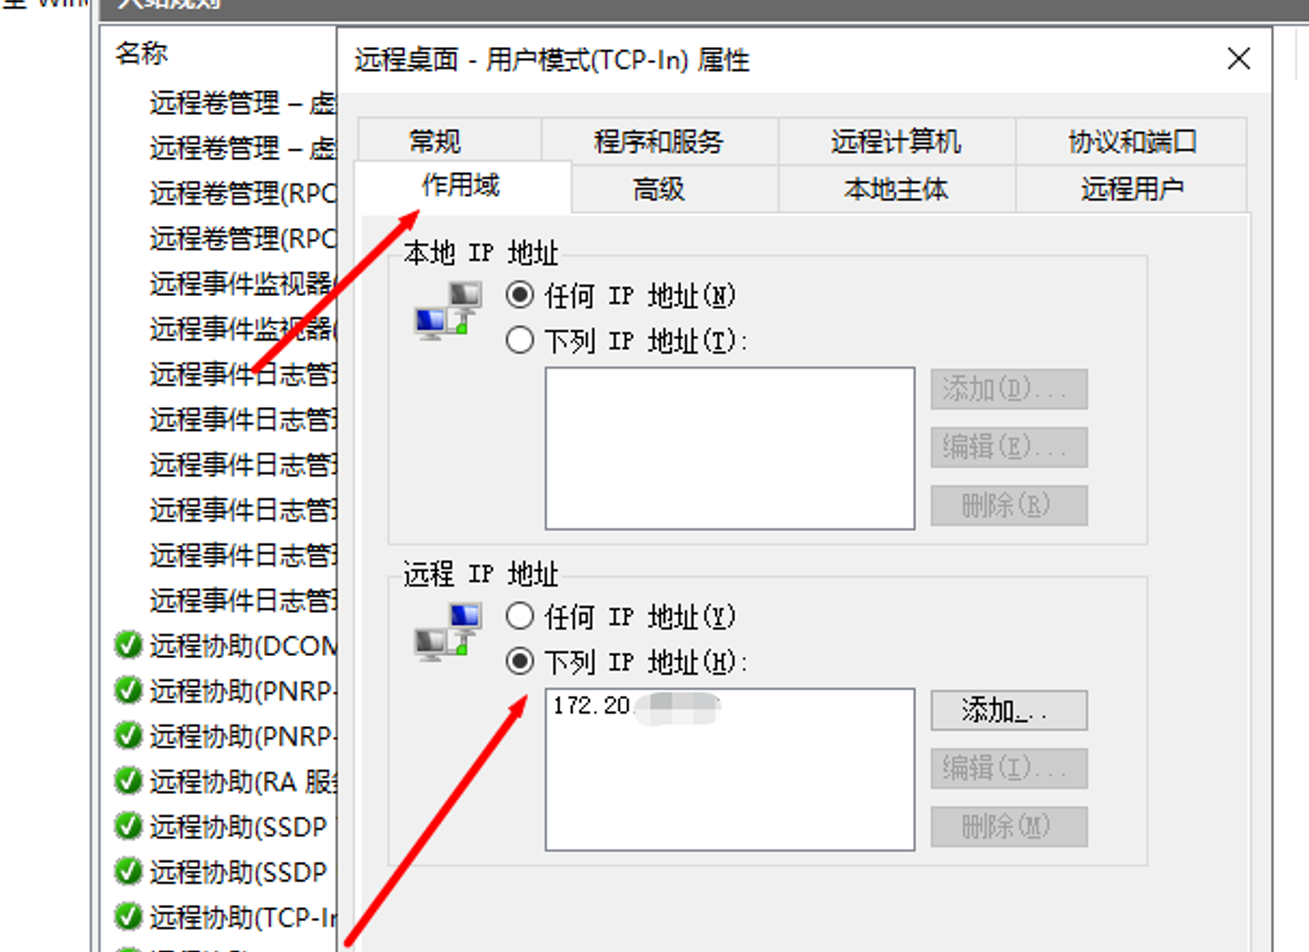 名称
远程卷管理 – 虚
远程卷管理 – 虚
远程卷管理(RPC
远程卷管理(RPC
远程事件监视器(
远程事件监视器(
远程事件日志管
远程事件日志管
远程事件日志管
远程事件日志管
远程事件日志管
远程事件日志管
远程协助(DCOM
远程协助(PNRP-
远程协助(PNRP-
远程协助(RA 服
远程协助(SSDP
远程协助(SSDP
远程协助(TCP-In
远程桌面 - 用户模式(TCP-In) 属性
常规 程序和服务 远程计算机 协议和端口
作用域 高级 本地主体 远程用户
本地 IP 地址
任何 IP 地址(N)
下列 IP 地址(T):
添加(D)...
编辑(E)...
删除(R)
远程 IP 地址
任何 IP 地址(Y)
下列 IP 地址(H):
172.20.
添加...
编辑(I)...
删除(M)